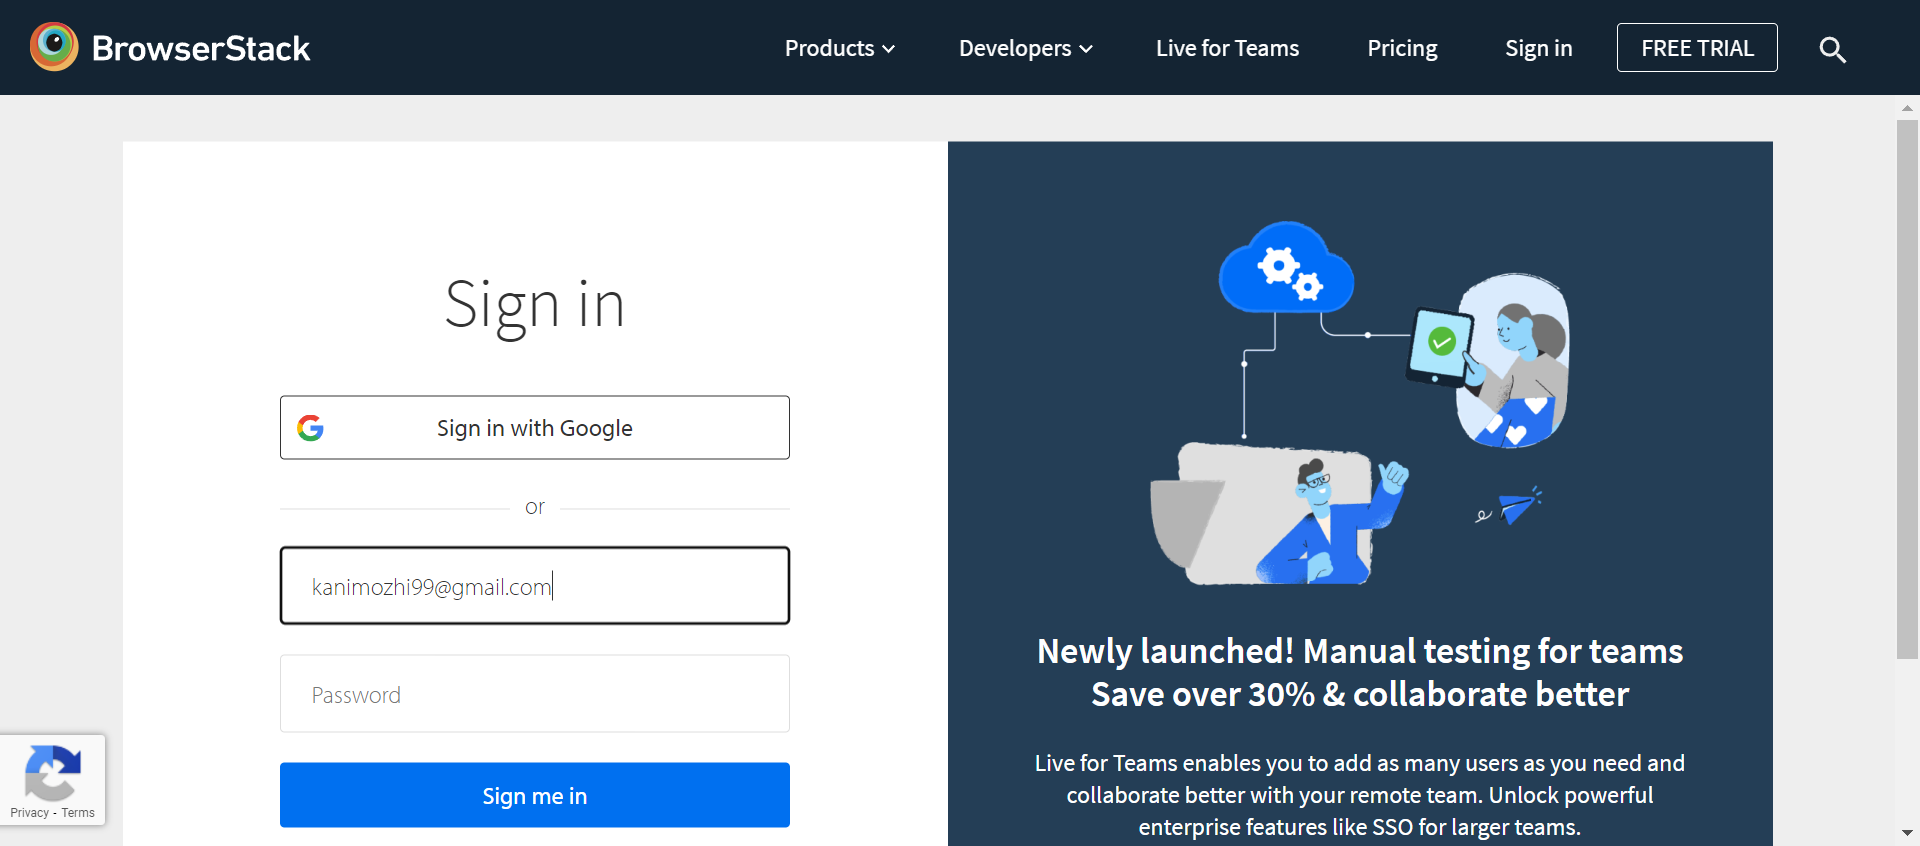 BrowserStack
Products
Developers
Live for Teams
Pricing
Sign in
FREE TRIAL
Sign in
Sign in with Google
or
kanimozhi99@gmail.com
Password
Sign me in
Privacy - Terms
Newly launched! Manual testing for teams
Save over 30% & collaborate better
Live for Teams enables you to add as many users as you need and
collaborate better with your remote team. Unlock powerful
enterprise features like SSO for larger teams.